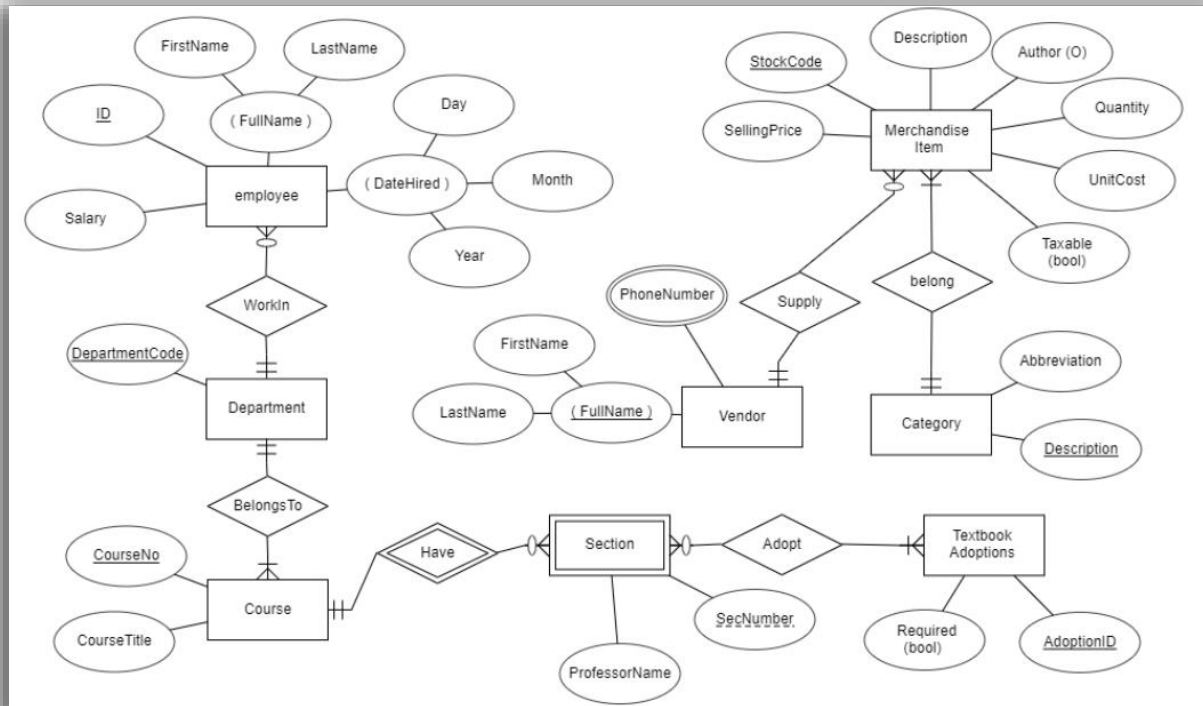 FirstName
LastName
ID
( FullName )
Day
( DateHired )
Month
Salary
employee
Year
WorkIn
DepartmentCode
Department
BelongsTo
CourseNo
Course
CourseTitle
Have
Section
ProfessorName
SecNumber
Adopt
Textbook
Adoptions
Required
(bool)
AdoptionID
Description
StockCode
Author (O)
SellingPrice
Merchandise
Item
Quantity
UnitCost
Taxable
(bool)
PhoneNumber
Supply
belong
FirstName
LastName
( FullName )
Vendor
Category
Abbreviation
Description